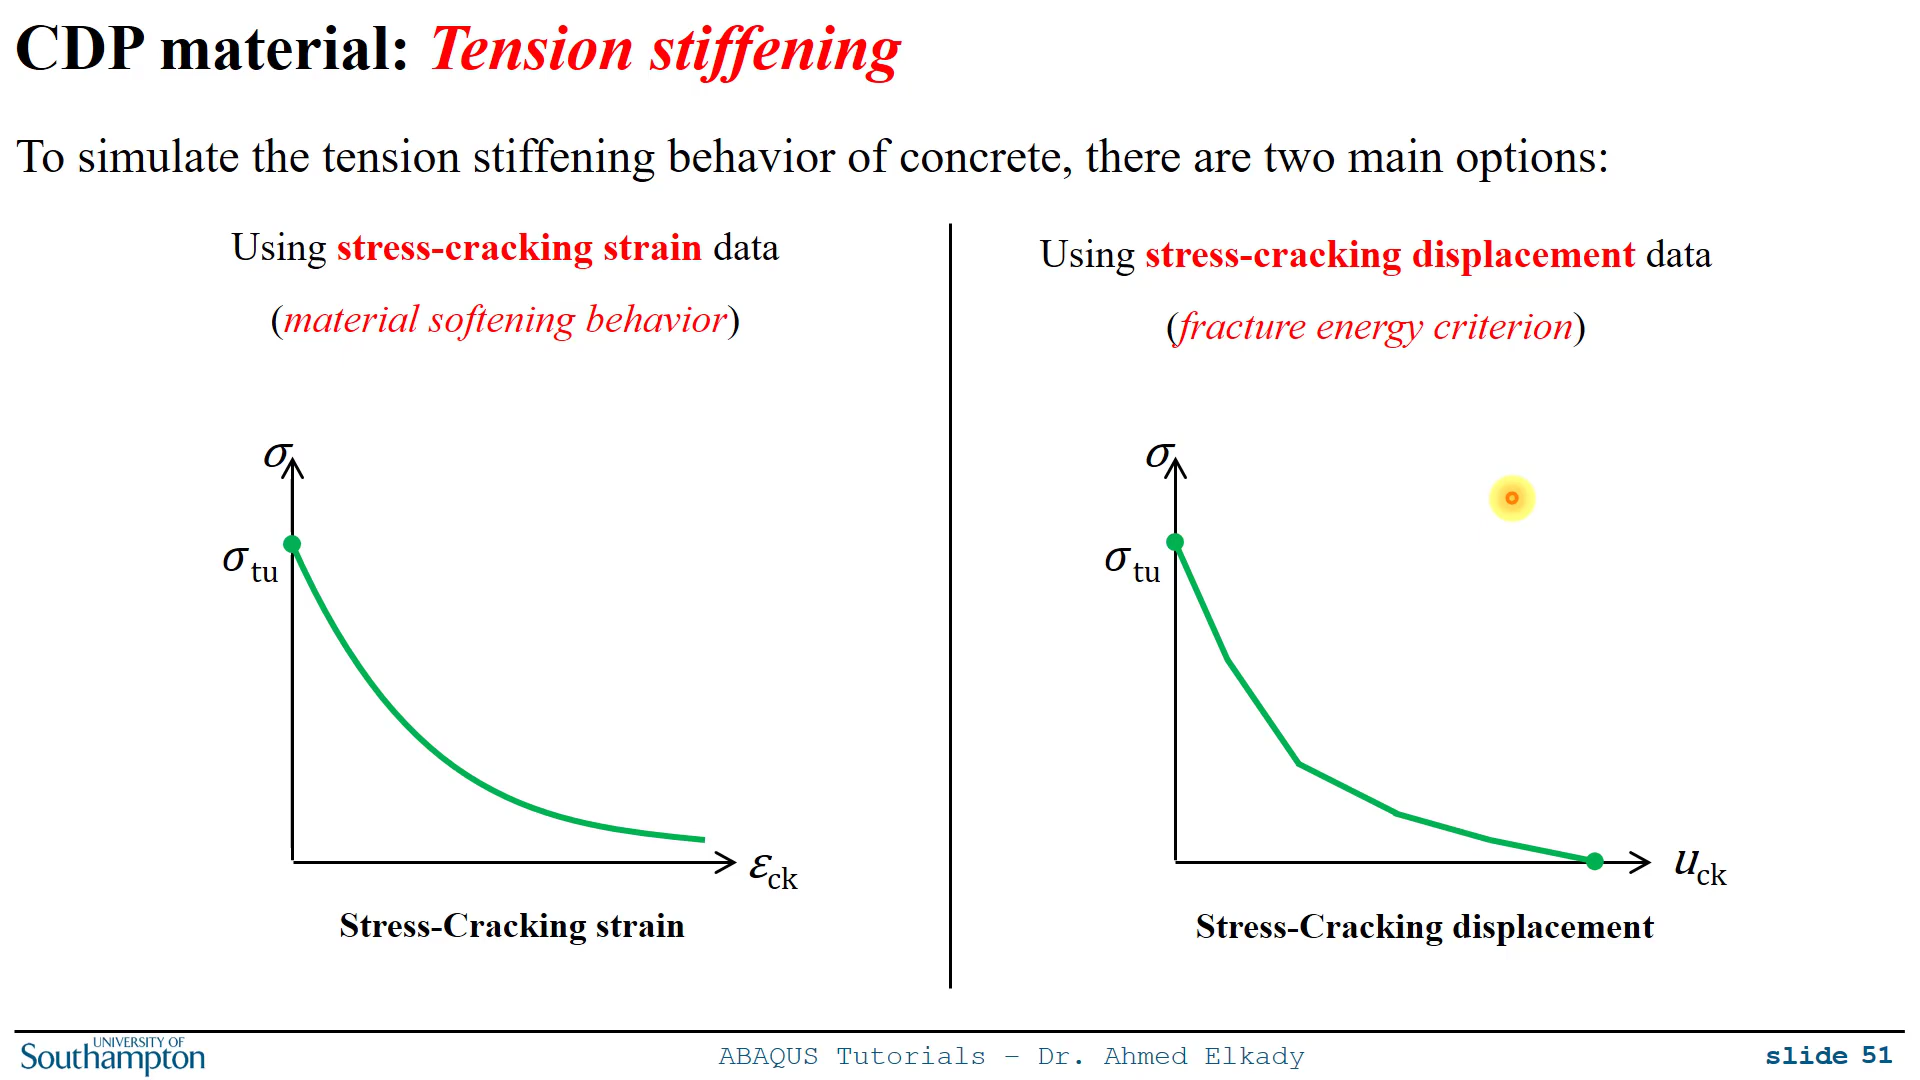 CDP material: Tension stiffening
To simulate the tension stiffening behavior of concrete, there are two main options:
Using stress-cracking strain data
(material softening behavior)
σ
σtu
εck
Stress-Cracking strain
Using stress-cracking displacement data
(fracture energy criterion)
σ
σtu
uck
Stress-Cracking displacement
UNIVERSITY OF
Southampton
ABAQUS Tutorials – Dr. Ahmed Elkady
slide 51